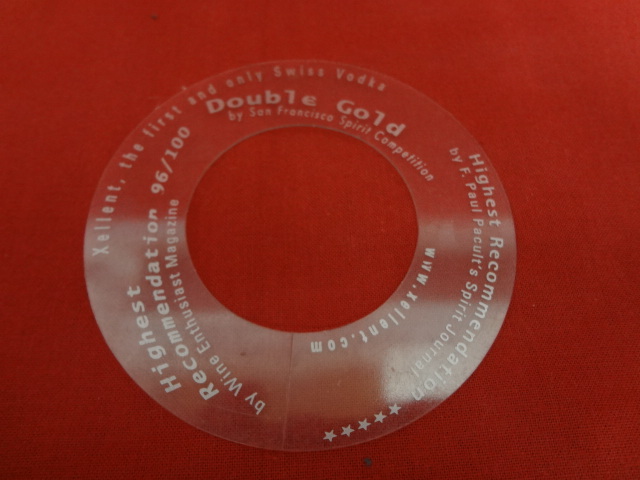 Xellent, the first and only Swiss Vodka
Double Gold
by San Francisco Spirit Competition
Highest Recommendation
by F. Paul Pacult's Spirit Journal
★★★★★
www.xellent.com
Highest
Recommendation 96/100
by Wine Enthusiast Magazine